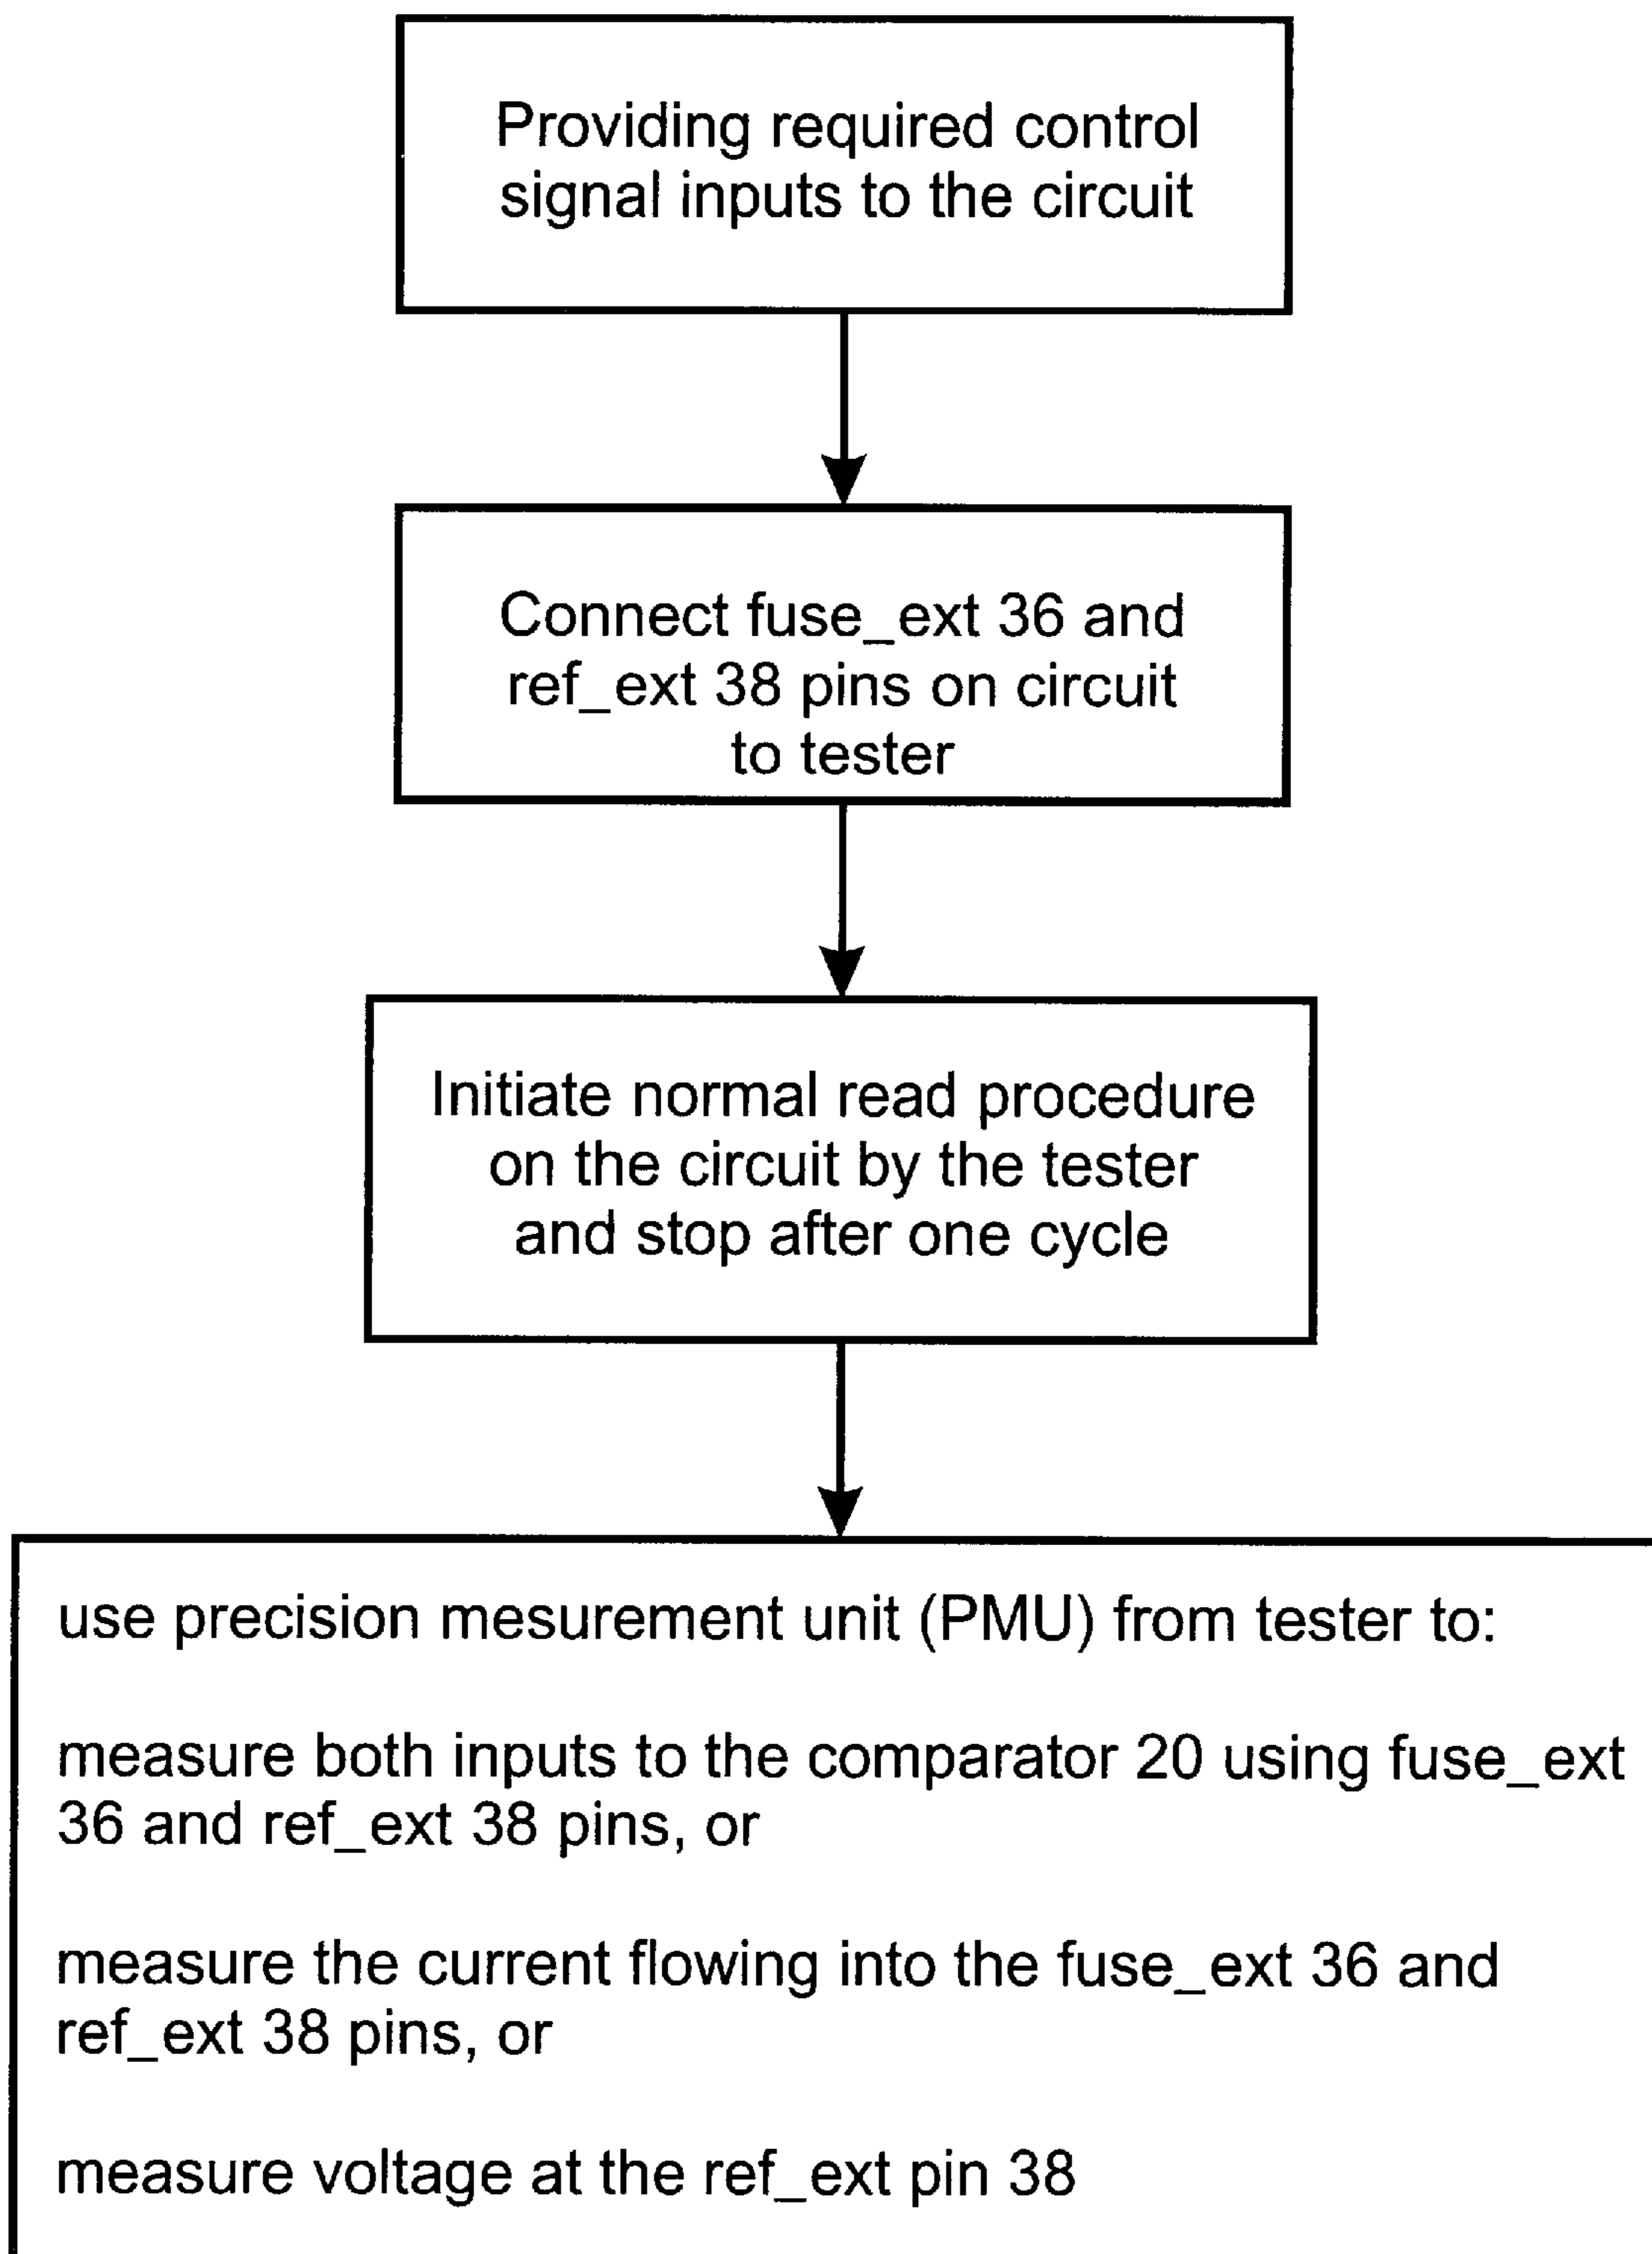 Providing required control
signal inputs to the circuit
Connect fuse_ext 36 and
ref_ext 38 pins on circuit
to tester
Initiate normal read procedure
on the circuit by the tester
and stop after one cycle
use precision mesurement unit (PMU) from tester to:
measure both inputs to the comparator 20 using fuse_ext
36 and ref_ext 38 pins, or
measure the current flowing into the fuse_ext 36 and
ref_ext 38 pins, or
measure voltage at the ref_ext pin 38